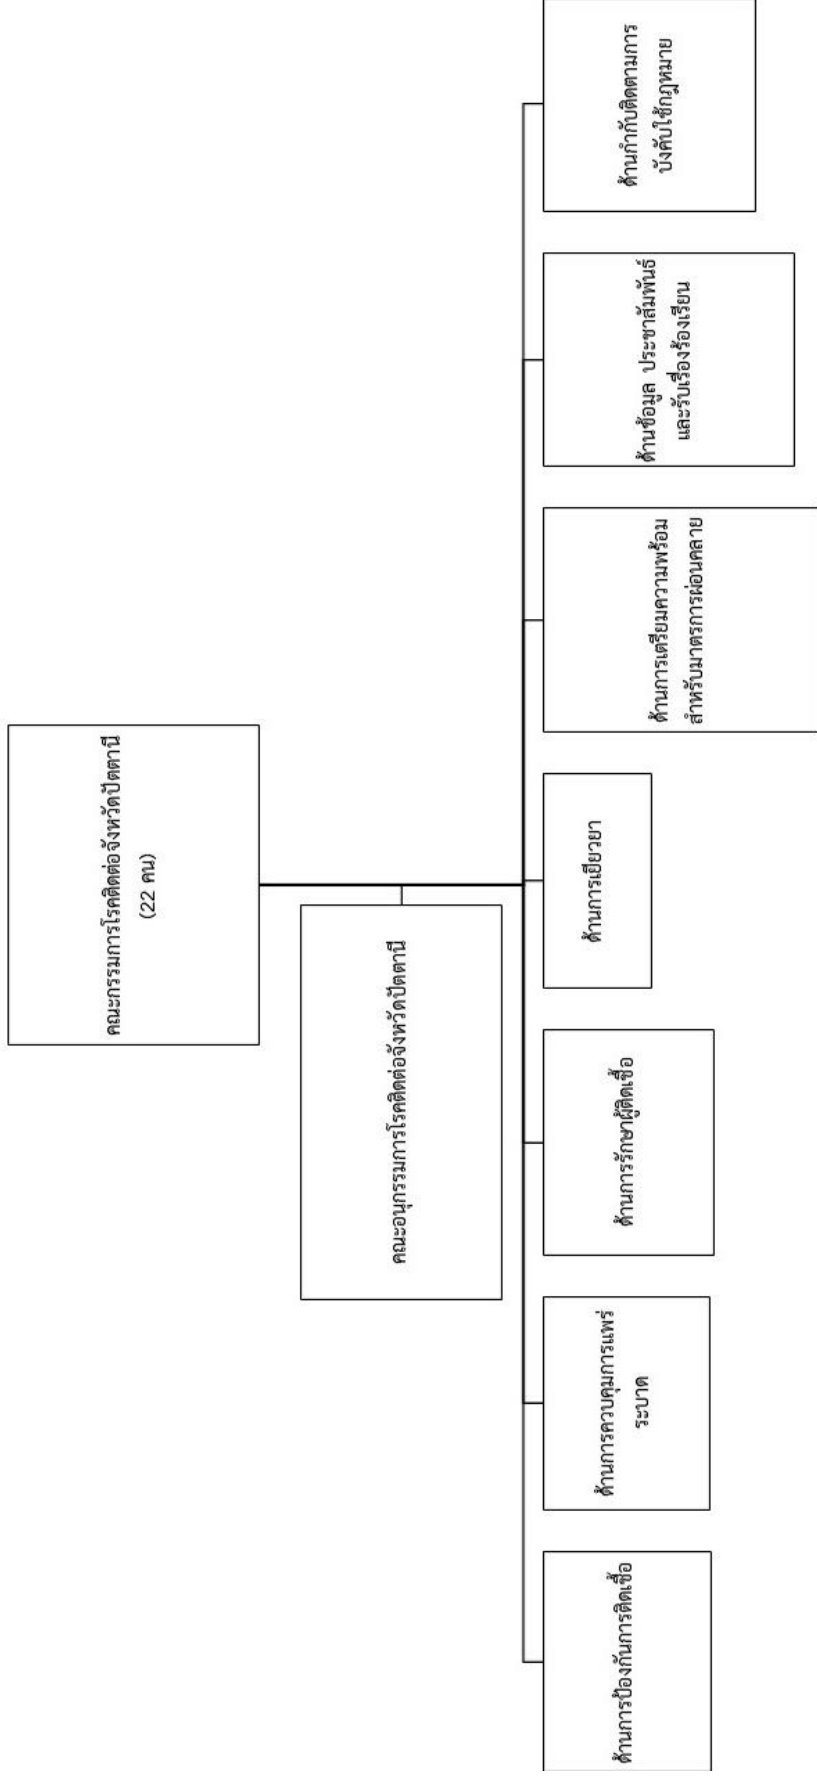 คณะกรรมการโรคติดต่อจังหวัดปัตตานี
(22 คน)
คณะอนุกรรมการโรคติดต่อจังหวัดปัตตานี
ด้านการป้องกันการติดเชื้อ
ด้านการควบคุมการแพร่
ระบาด
ด้านการรักษาผู้ติดเชื้อ
ด้านการเยียวยา
ด้านการเตรียมความพร้อม
สำหรับมาตรการผ่อนคลาย
ด้านข้อมูล ประชาสัมพันธ์
และรับเรื่องร้องเรียน
ด้านกำกับติดตามการ
บังคับใช้กฎหมาย